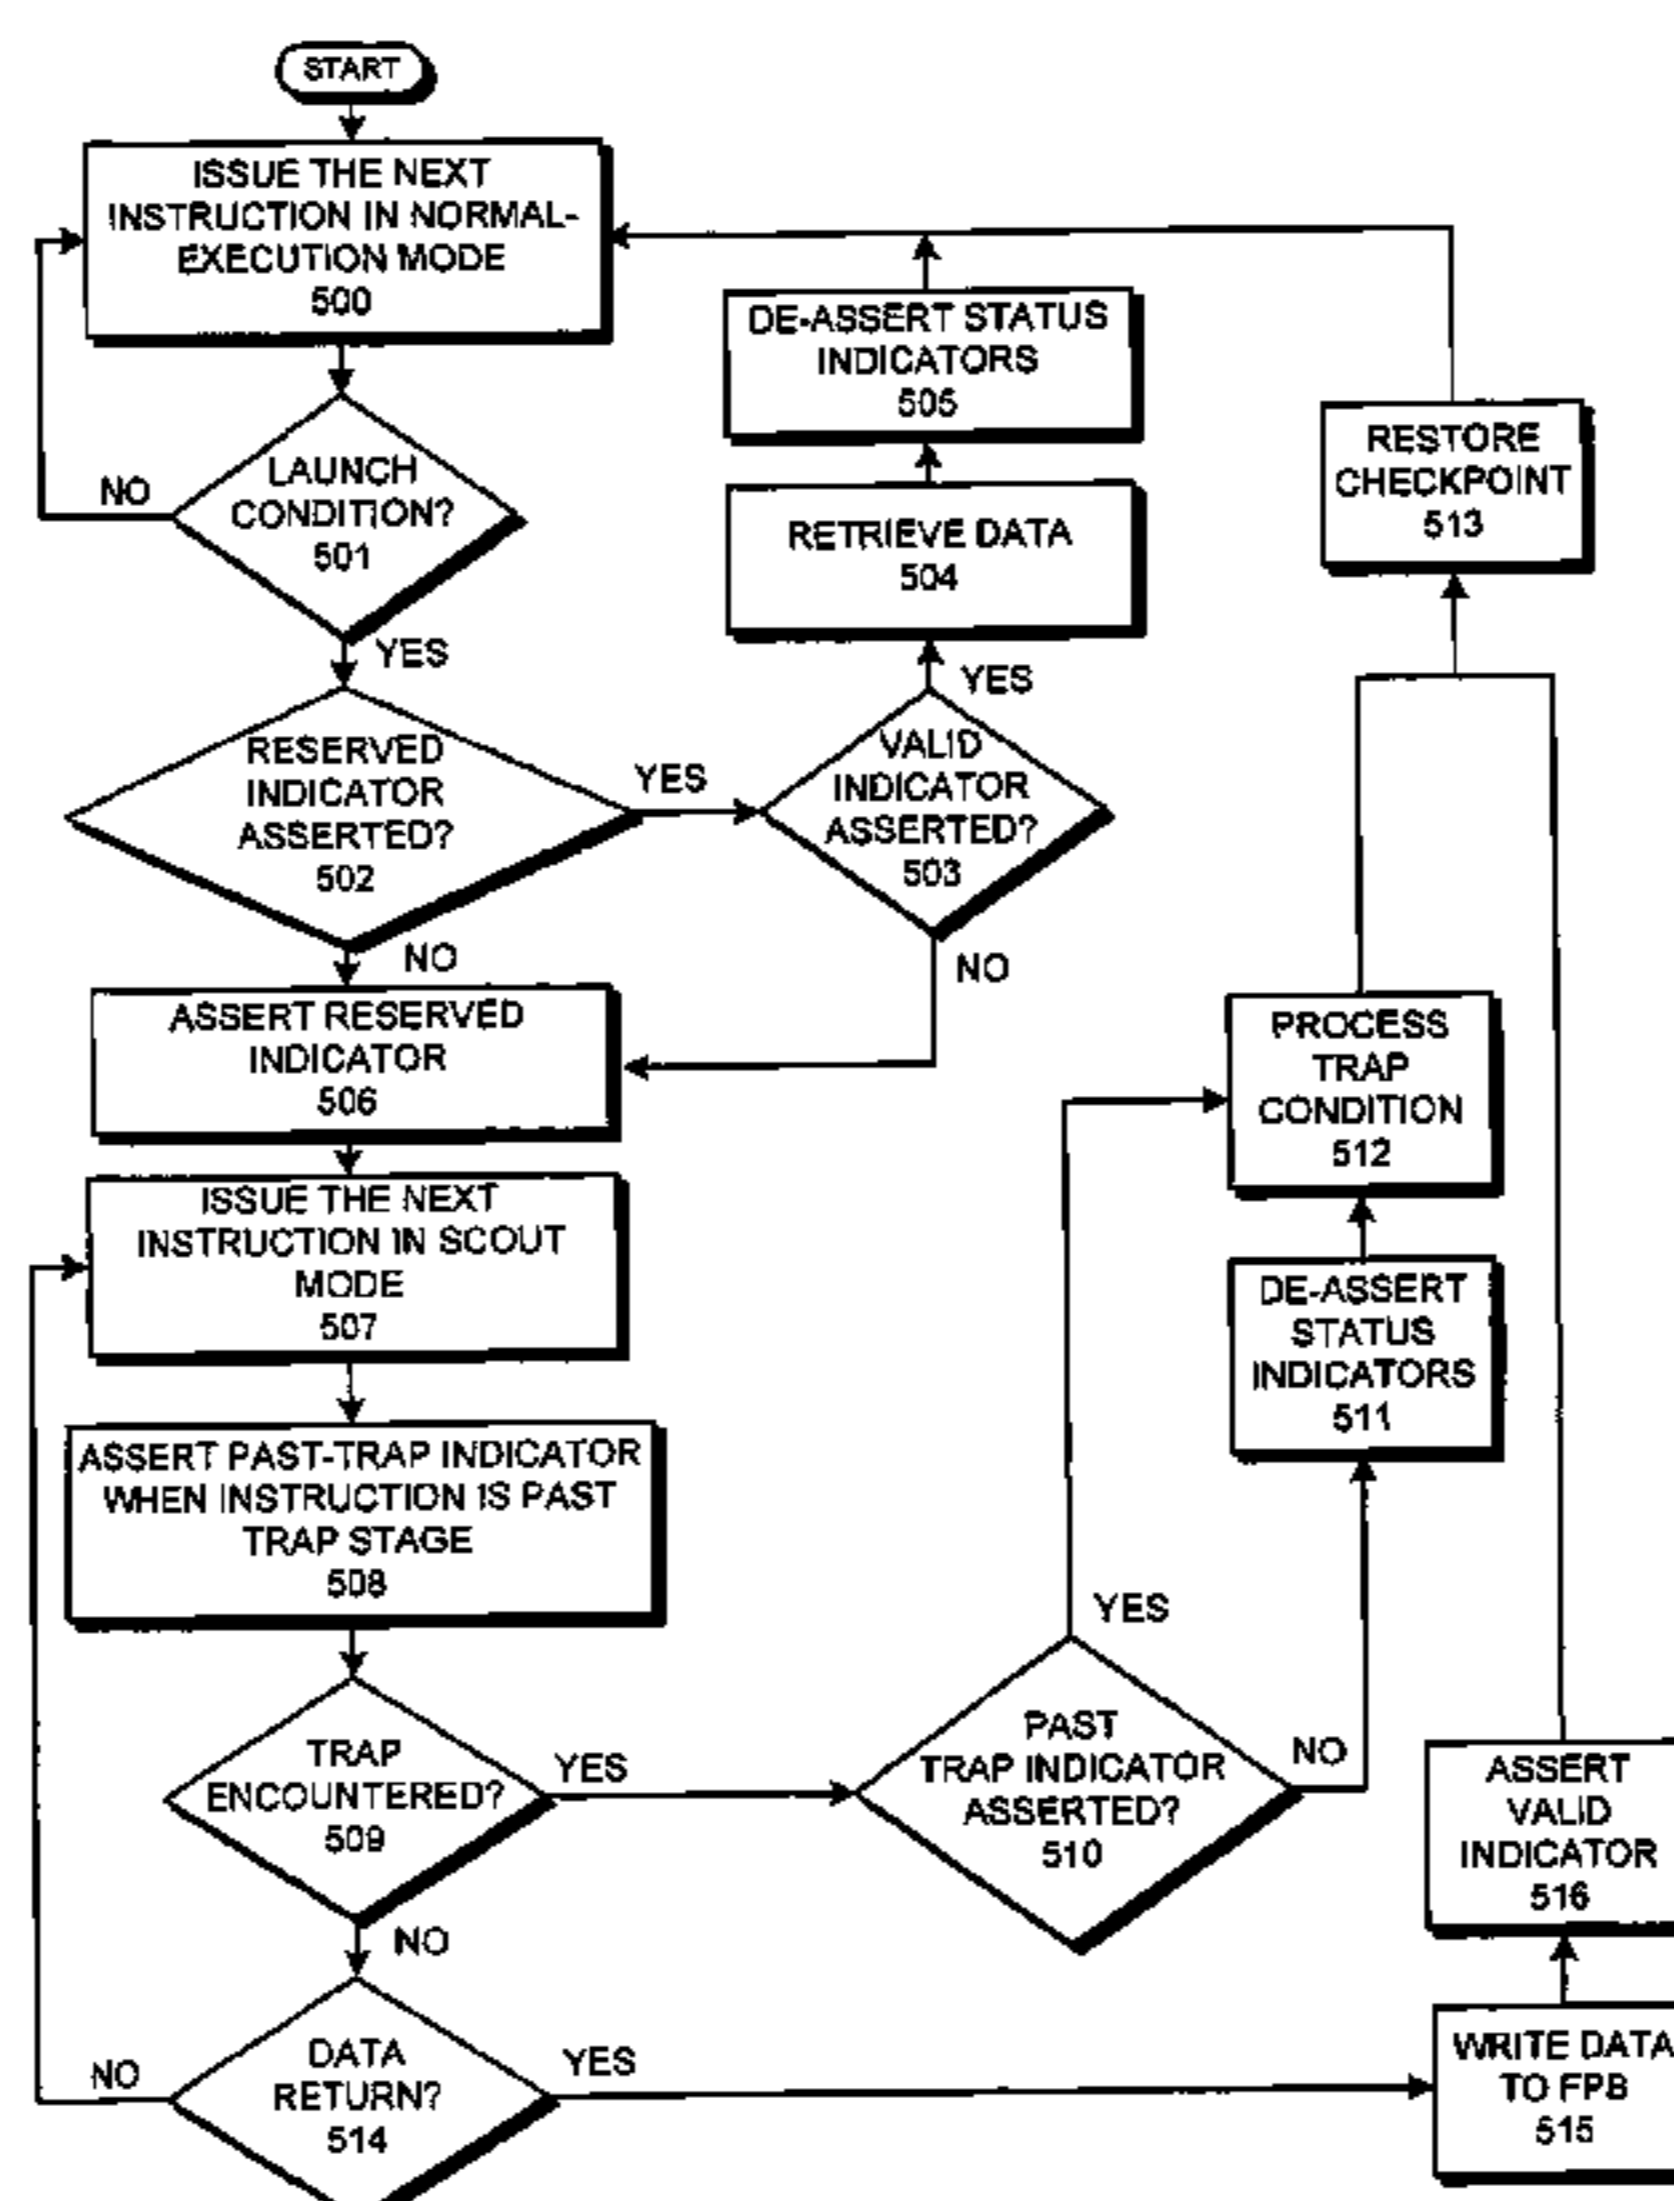 START
ISSUE THE NEXT
INSTRUCTION IN NORMAL-
EXECUTION MODE
500
LAUNCH
CONDITION?
501
NO
YES
RESERVED
INDICATOR
ASSERTED?
502
YES
NO
VALID
INDICATOR
ASSERTED?
503
YES
NO
RETRIEVE DATA
504
DE-ASSERT STATUS
INDICATORS
505
ASSERT RESERVED
INDICATOR
506
ISSUE THE NEXT
INSTRUCTION IN SCOUT
MODE
507
ASSERT PAST-TRAP INDICATOR
WHEN INSTRUCTION IS PAST
TRAP STAGE
508
TRAP
ENCOUNTERED?
509
YES
NO
PAST
TRAP INDICATOR
ASSERTED?
510
YES
NO
DE-ASSERT
STATUS
INDICATORS
511
PROCESS
TRAP
CONDITION
512
RESTORE
CHECKPOINT
513
DATA
RETURN?
514
NO
YES
WRITE DATA
TO FPB
515
ASSERT
VALID
INDICATOR
516